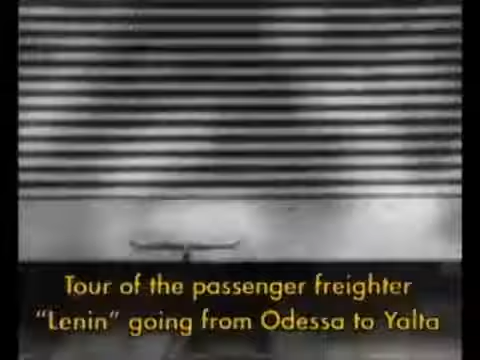 Tour of the passenger freighter
"Lenin" going from Odessa to Yalta